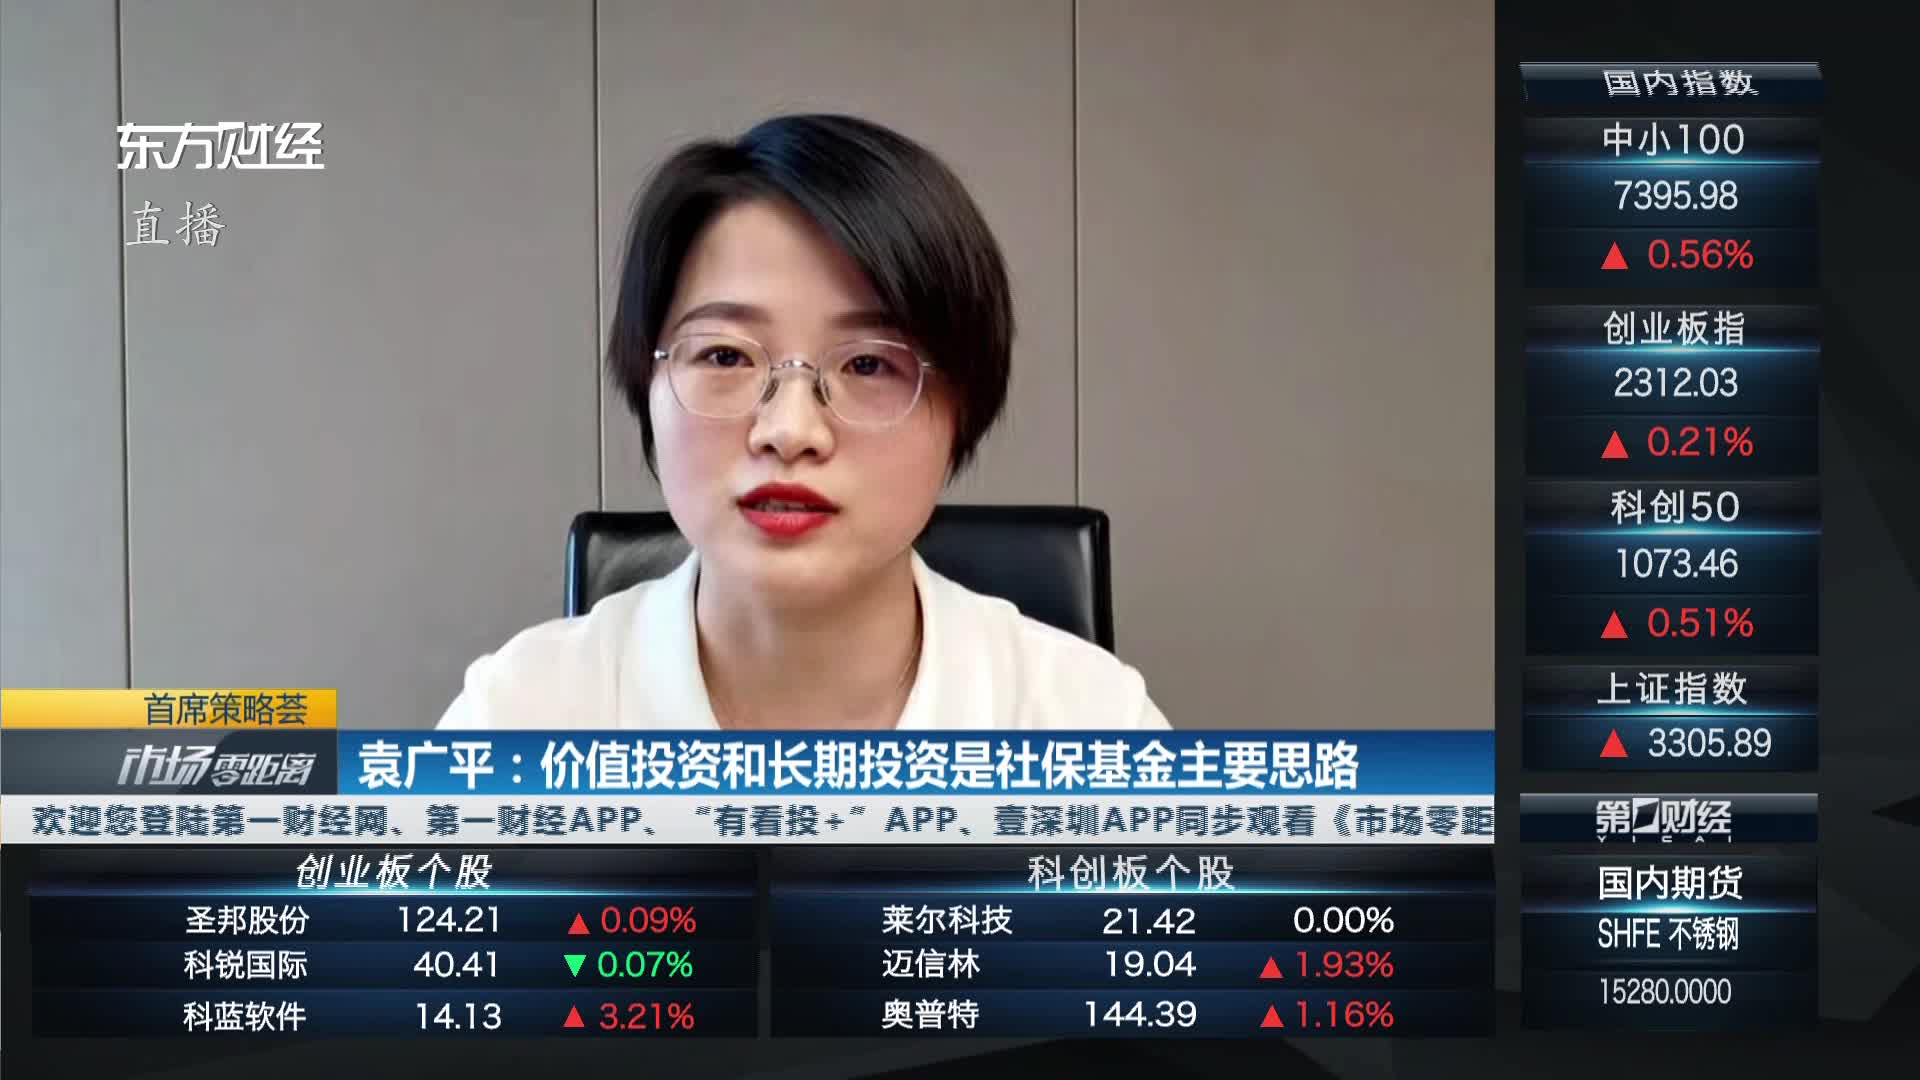 东方财经
直播
首席策略荟
市场零距离
袁广平：价值投资和长期投资是社保基金主要思路
欢迎您登陆第一财经网、第一财经APP、“有看投+”APP、壹深圳APP同步观看《市场零距
创业板个股
圣邦股份 124.21 ▲0.09%
科锐国际 40.41 ▼0.07%
科蓝软件 14.13 ▲3.21%
科创板个股
莱尔科技 21.42 0.00%
迈信林 19.04 ▲1.93%
奥普特 144.39 ▲1.16%
国内指数
中小100
7395.98
▲ 0.56%
创业板指
2312.03
▲ 0.21%
科创50
1073.46
▲ 0.51%
上证指数
▲ 3305.89
第一财经
YICAI
国内期货
SHFE 不锈钢
15280.0000